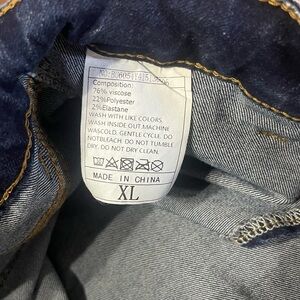 Composition:
76% viscose
22%Polyester
2%Elastane
WASH WITH LIKE COLORS.
WASH INSIDE OUT.MACHINE
WASCOLD. GENTLE CYCLE. DO
NOTBLEACH. DO NOT TUMBLE
DRY. DO NOT DRY CLEAN.
MADE IN CHINA
XL